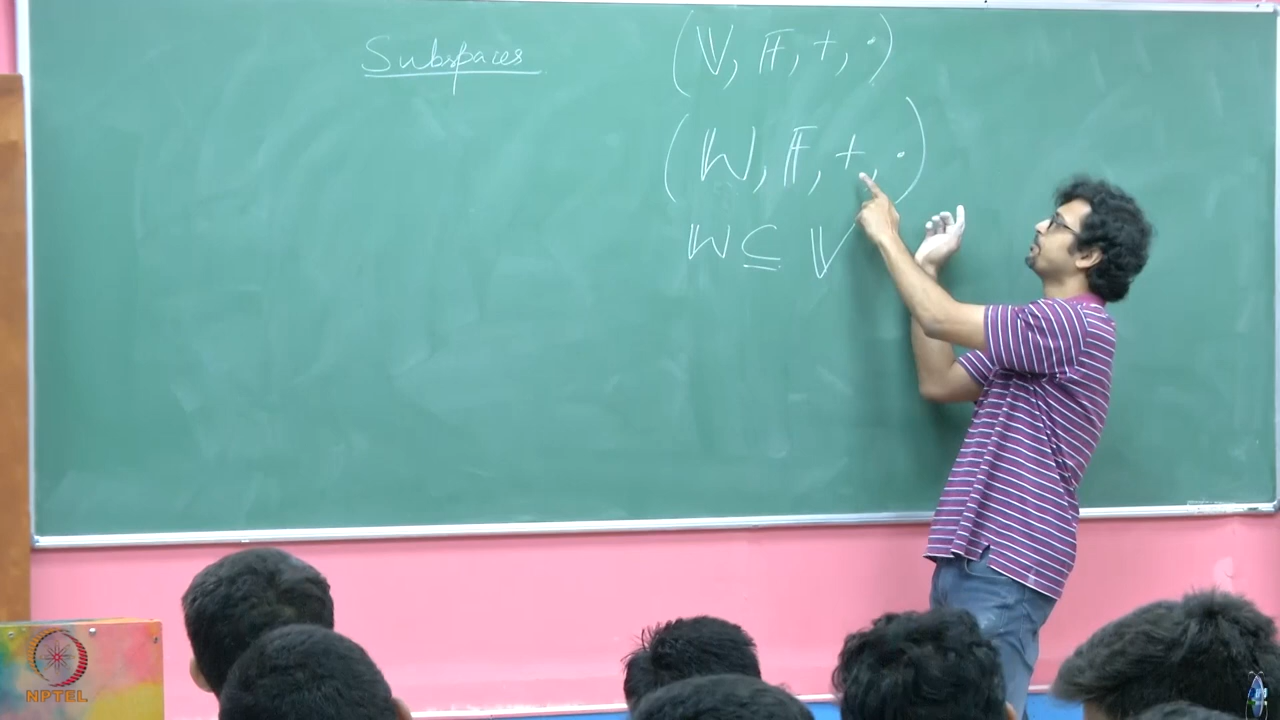 Subspaces
(𝕍, 𝔽, +, ·)
(𝕎, 𝔽, +, ·)
𝕎 ⊆ 𝕍
NPTEL